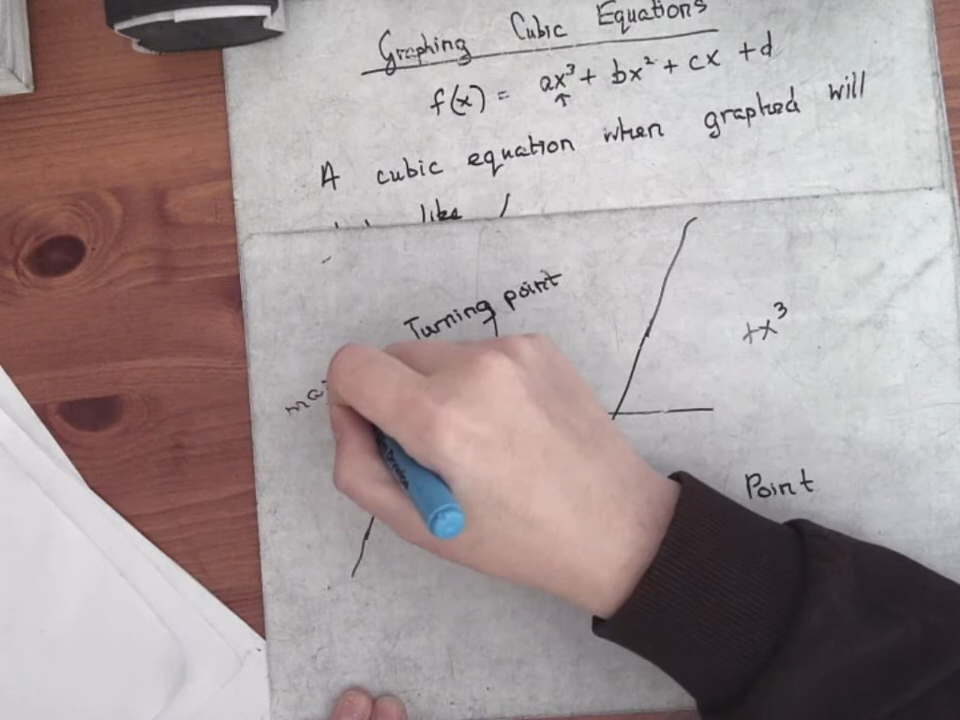 Graphing Cubic Equations
f(x) = ax³ + bx² + cx + d
A cubic equation when graphed will
like
Turning point
+x³
Point